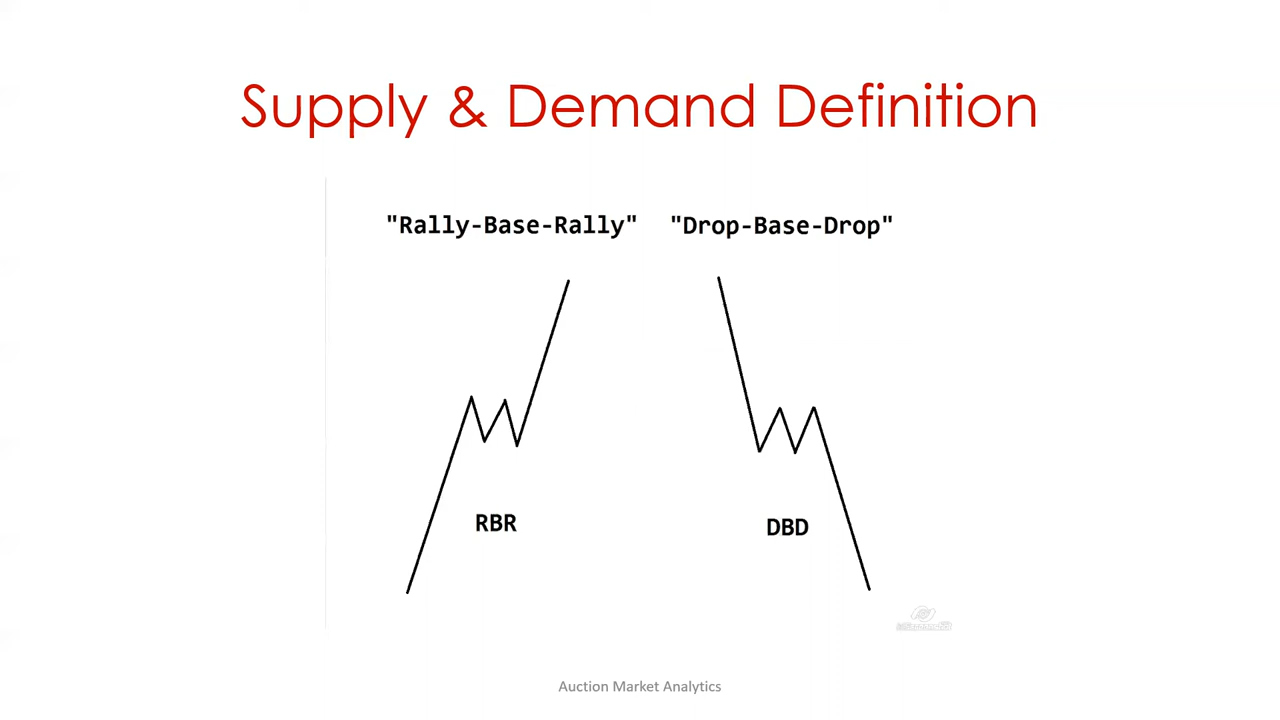 Supply & Demand Definition
"Rally-Base-Rally" "Drop-Base-Drop"
RBR
DBD
Auction Market Analytics